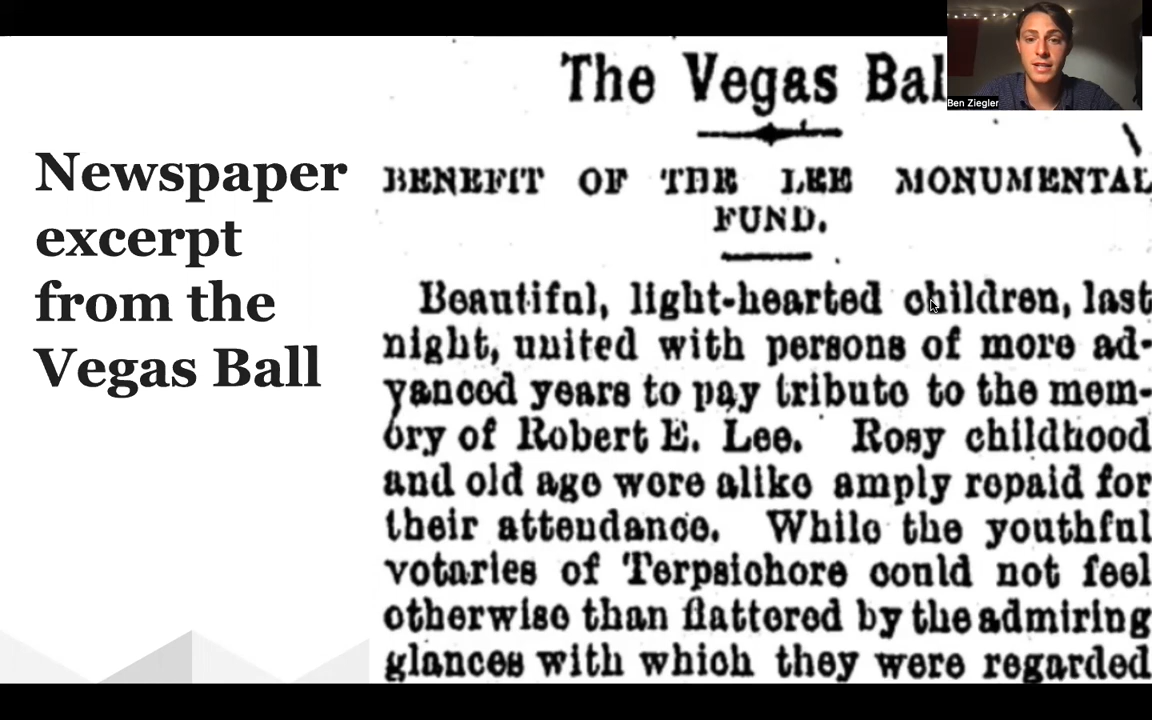 Ben Ziegler
Newspaper
excerpt
from the
Vegas Ball
The Vegas Bal
BENEFIT OF THE LEE MONUMENTAL
FUND.
Beautiful, light-hearted children, last
night, united with persons of more ad-
vanced years to pay tribute to the mem-
ory of Robert E. Lee. Rosy childhood
and old age were alike amply repaid for
their attendance. While the youthful
votaries of Terpsichore could not feel
otherwise than flattered by the admiring
glances with which they were regarded